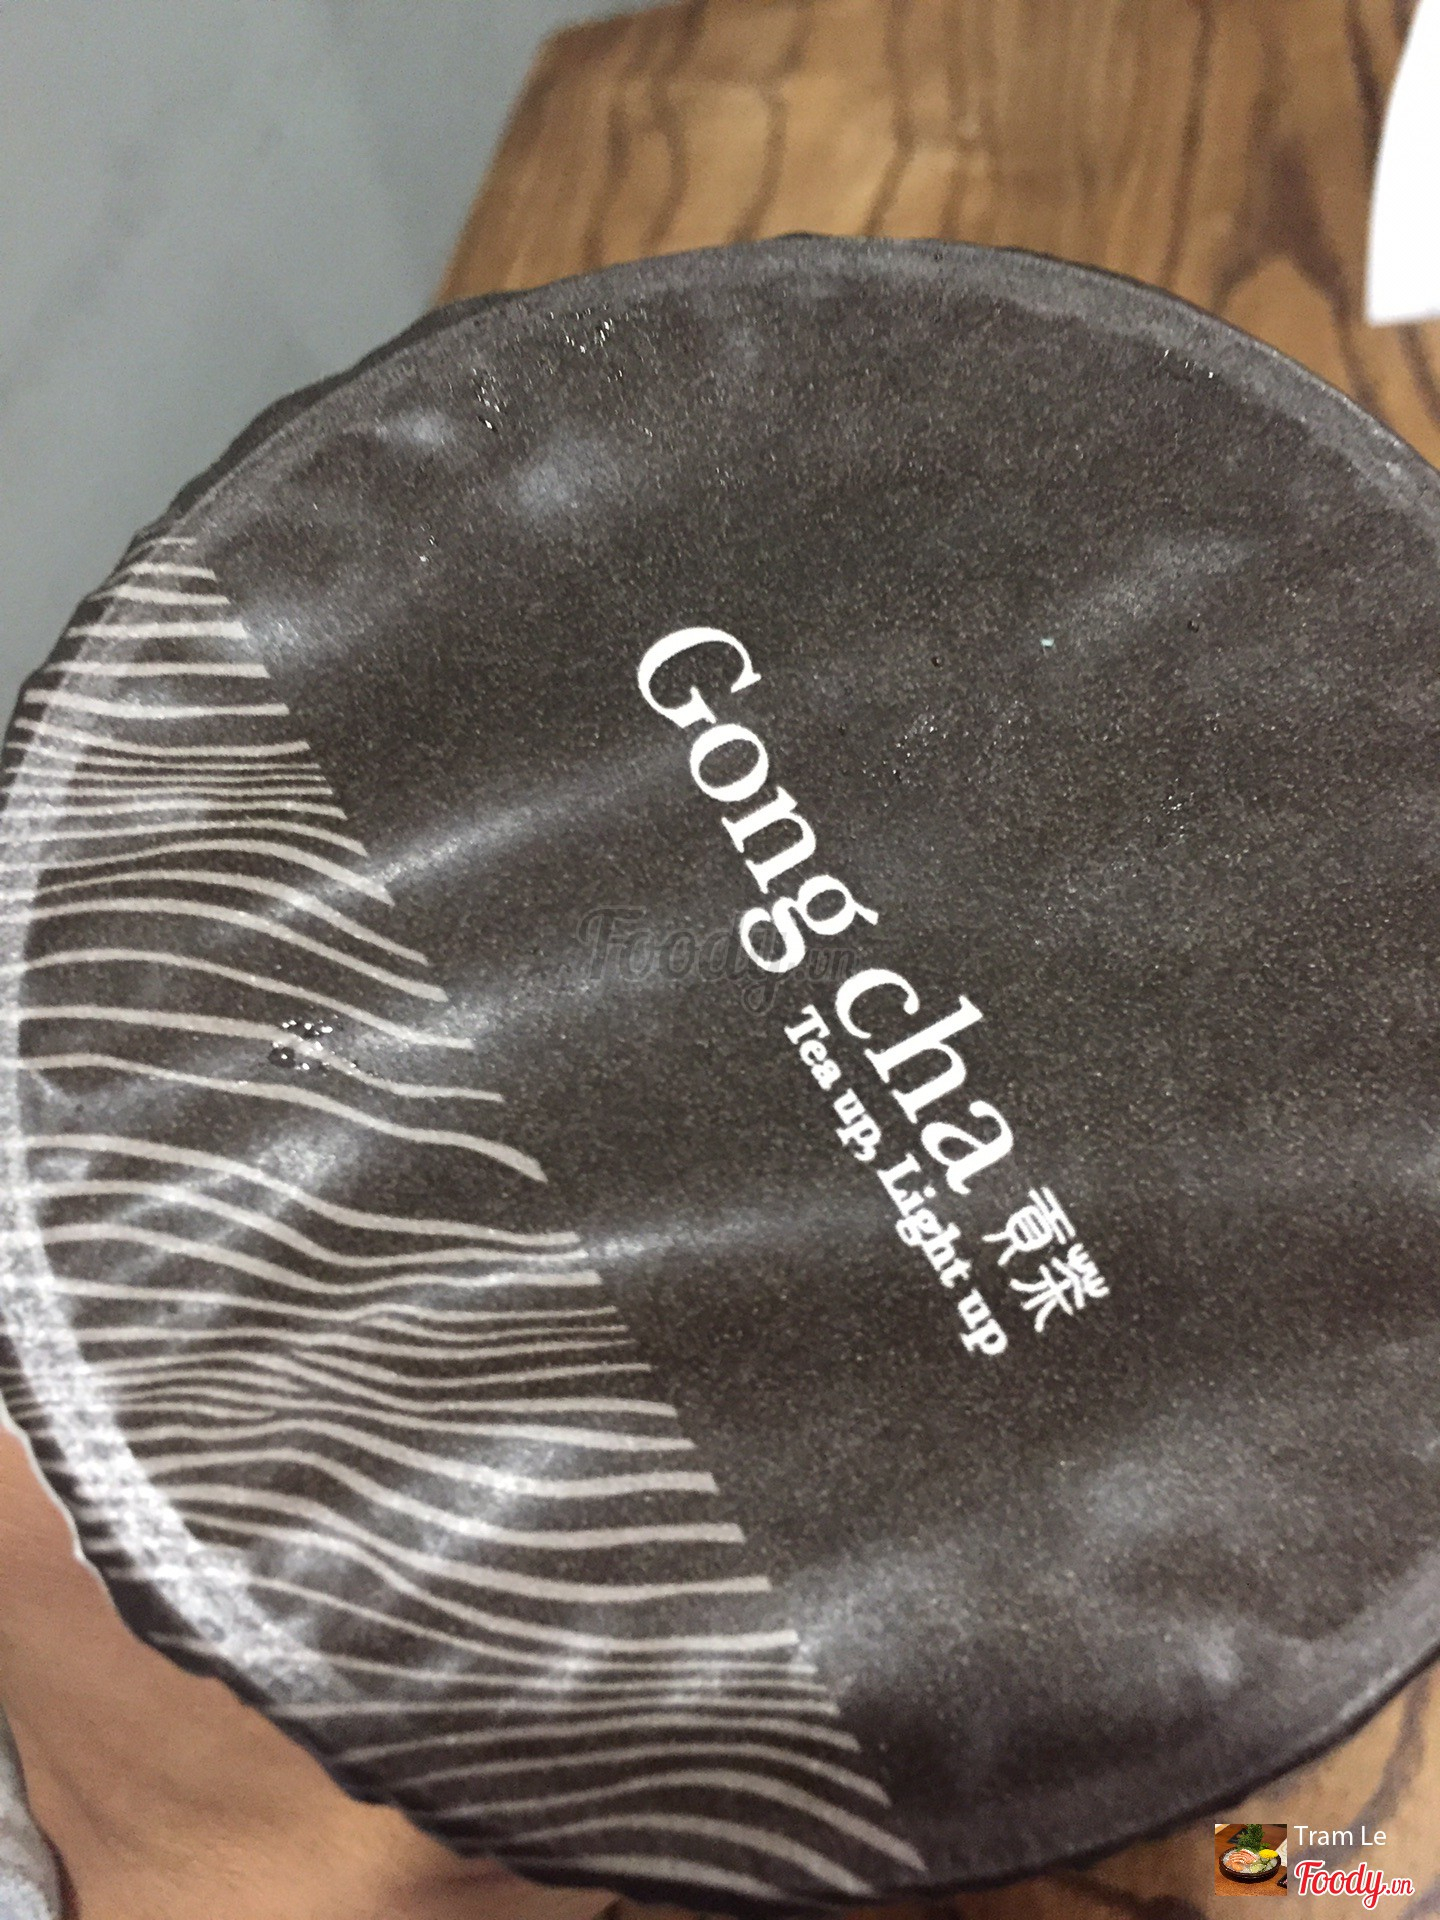 Gong cha 貢茶
Tea up, Light up
Foody.vn
Tram Le
Foody.vn